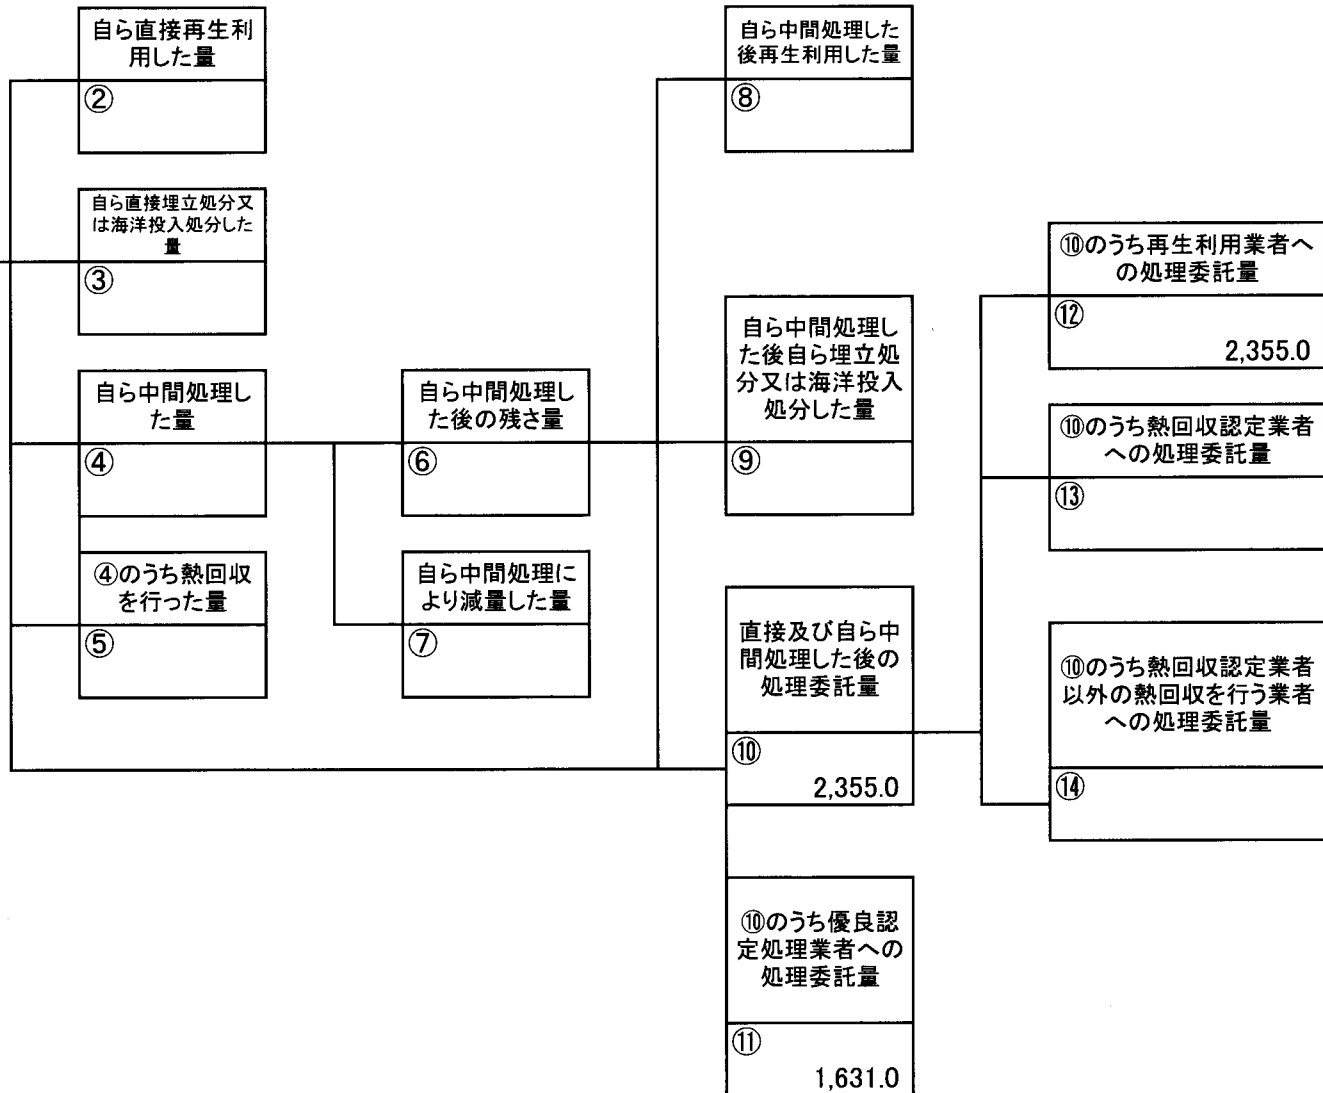 自ら直接再生利
用した量
②
自ら直接埋立処分又
は海洋投入処分した
量
③
自ら中間処理し
た量
④
④のうち熱回収
を行った量
⑤
自ら中間処理し
た後の残さ量
⑥
自ら中間処理に
より減量した量
⑦
自ら中間処理した
後再生利用した量
⑧
自ら中間処理し
た後自ら埋立処
分又は海洋投入
処分した量
⑨
直接及び自ら中
間処理した後の
処理委託量
⑩
2,355.0
⑩のうち優良認
定処理業者への
処理委託量
⑪
1,631.0
⑩のうち再生利用業者へ
の処理委託量
⑫
2,355.0
⑩のうち熱回収認定業者
への処理委託量
⑬
⑩のうち熱回収認定業者
以外の熱回収を行う業者
への処理委託量
⑭